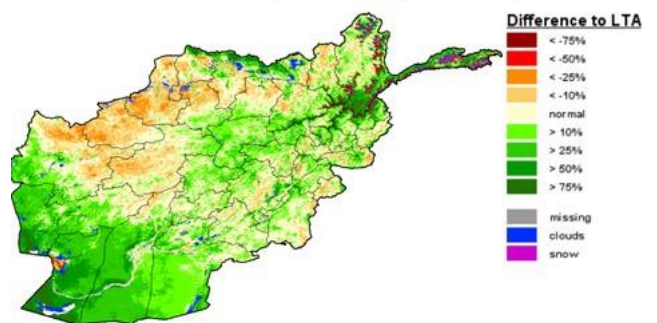 Difference to LTA
< -75%
< -50%
< -25%
< -10%
normal
> 10%
> 25%
> 50%
> 75%
missing
clouds
snow